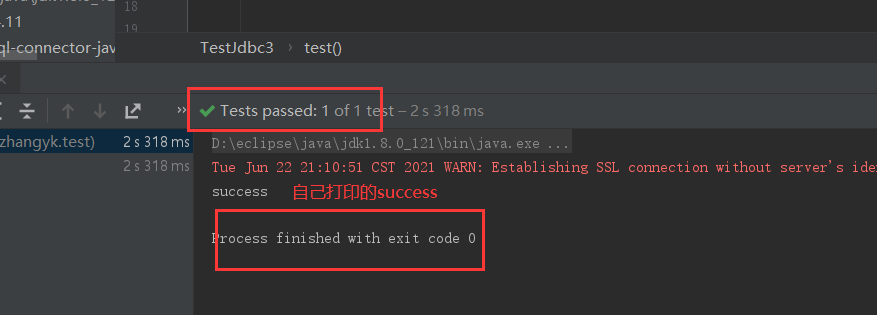 .11
ql-connector-jav
18
19
TestJdbc3 › test()
Tests passed: 1 of 1 test – 2 s 318 ms
zhangyk.test) 2 s 318 ms
2 s 318 ms
D:\eclipse\java\jdk1.8.0_121\bin\java.exe ...
Tue Jun 22 21:10:51 CST 2021 WARN: Establishing SSL connection without server's iden
success 自己打印的success
Process finished with exit code 0